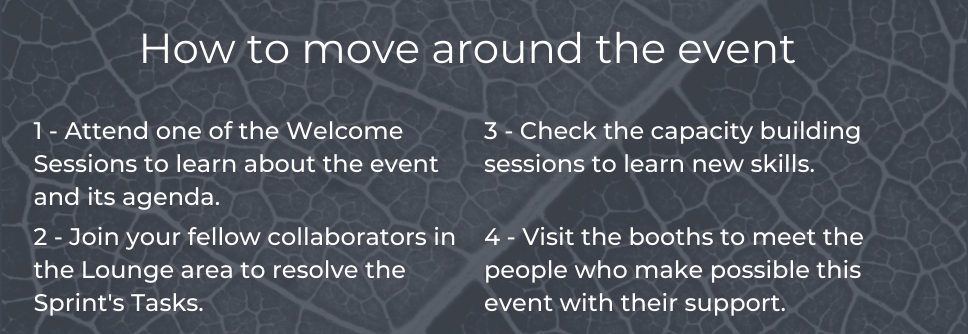 How to move around the event
1 - Attend one of the Welcome
Sessions to learn about the event
and its agenda.
2 - Join your fellow collaborators in
the Lounge area to resolve the
Sprint's Tasks.
3 - Check the capacity building
sessions to learn new skills.
4 - Visit the booths to meet the
people who make possible this
event with their support.